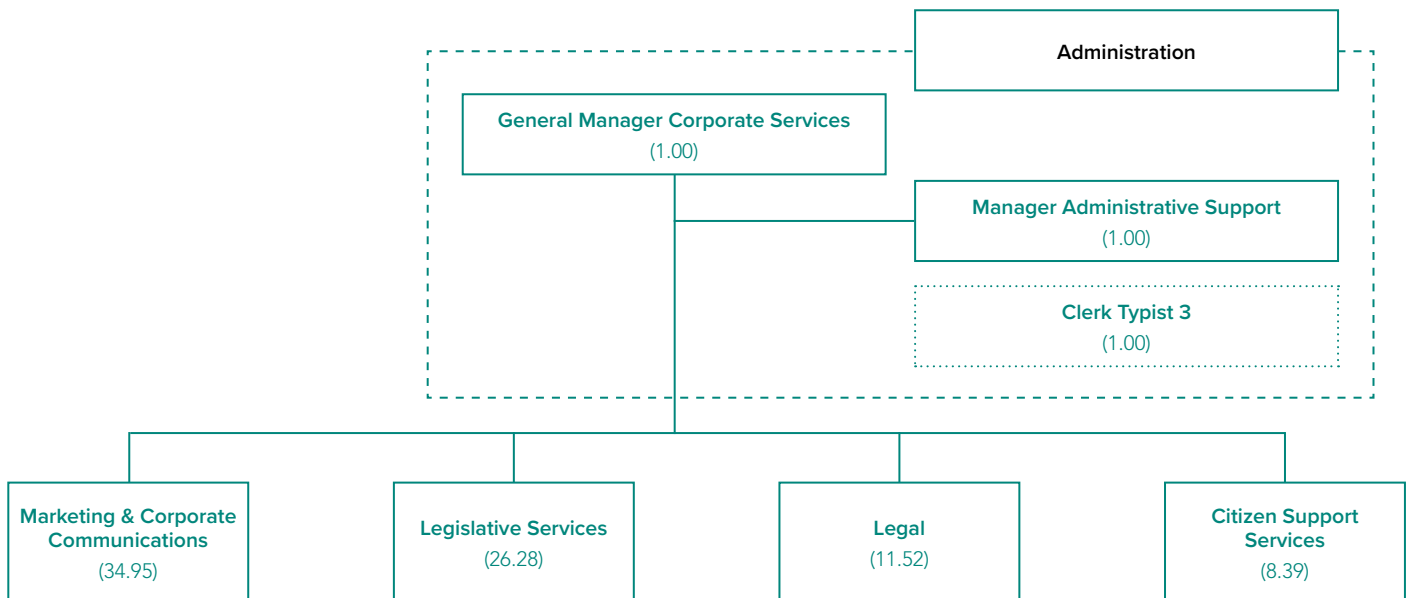 Administration
General Manager Corporate Services
(1.00)
Manager Administrative Support
(1.00)
Clerk Typist 3
(1.00)
Marketing & Corporate
Communications
(34.95)
Legislative Services
(26.28)
Legal
(11.52)
Citizen Support
Services
(8.39)